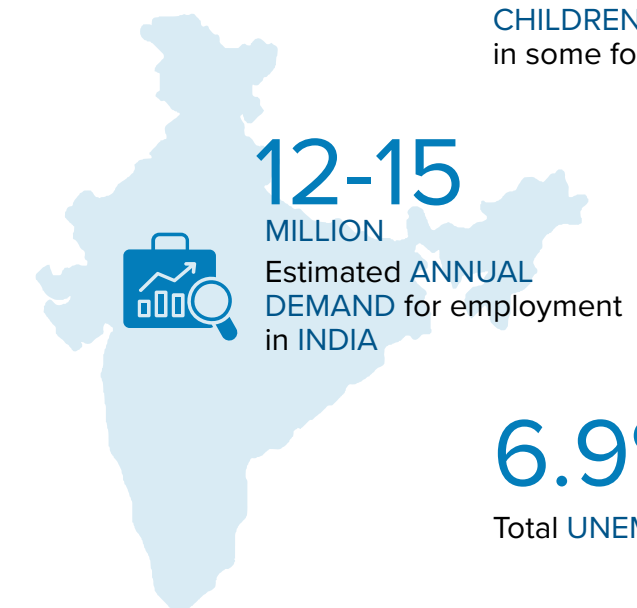 CHILDREN
in some fo
12-15
MILLION
Estimated ANNUAL
DEMAND for employment
in INDIA
6.9
Total UNEM